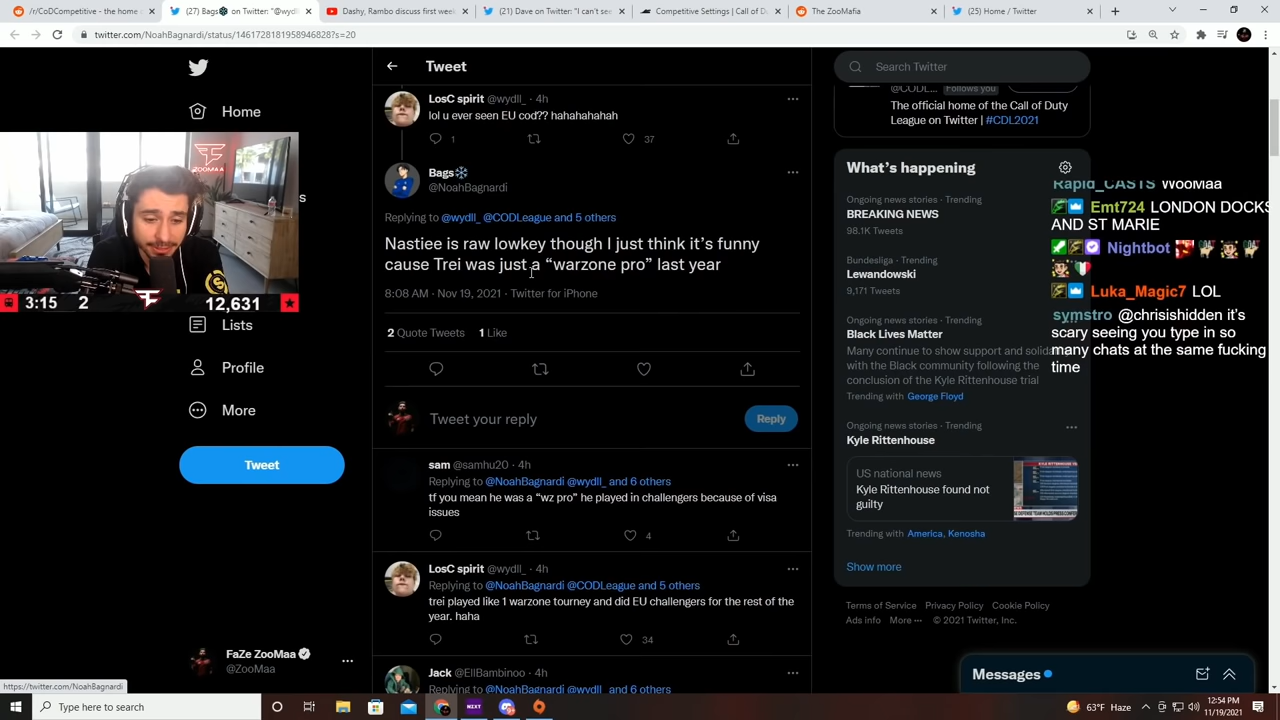 /r/CodCompetitive - the home
(27) Bags❄ on Twitter: "@wydl
Dashy, Rambo discuss first week
(21) Dave on Twitter: "I can't see
Competitive Settings | Call of D
The ZooMafia
(25) Home / Twitter
twitter.com/NoahBagnardi/status/1461728181958946828?s=20
Tweet
Search Twitter
Home
LosC spirit @wydll_ · 4h
lol u ever seen EU cod?? hahahahahah
1
37
Bags❄
@NoahBagnardi
Replying to @wydll_ @CODLeague and 5 others
Nastiee is raw lowkey though I just think it's funny
cause Trei was just a "warzone pro" last year
8:08 AM · Nov 19, 2021 · Twitter for iPhone
2 Quote Tweets 1 Like
Tweet your reply
Reply
sam @samhu20 · 4h
Replying to @NoahBagnardi @wydll_ and 6 others
Tf you mean he was a "wz pro" he played in challengers because of visa
issues
4
LosC spirit @wydll_ · 4h
Replying to @NoahBagnardi @CODLeague and 5 others
trei played like 1 warzone tourney and did EU challengers for the rest of the
year. haha
34
Jack @EllBambinoo · 4h
Replying to @NoahBagnardi @wydll_ and 6 others
FaZe
ZOOMAA
s
3:15 2
12,631
Lists
Profile
More
Tweet
FaZe ZooMaa
@ZooMaa
https://twitter.com/NoahBagnardi
@CODL... Follows you
The official home of the Call of Duty
League on Twitter | #CDL2021
What's happening
Ongoing news stories · Trending
BREAKING NEWS
98.1K Tweets
Bundesliga · Trending
Lewandowski
9,171 Tweets
Ongoing news stories · Trending
Black Lives Matter
Many continue to show support and solida
with the Black community following the
conclusion of the Kyle Rittenhouse trial
Trending with George Floyd
Ongoing news stories · Trending
Kyle Rittenhouse
US national news
Kyle Rittenhouse found not
guilty
Trending with America, Kenosha
Show more
Terms of Service Privacy Policy Cookie Policy
Ads info More ··· © 2021 Twitter, Inc.
Messages
Rapid_CASTS WooMaa
Emt724 LONDON DOCKS
AND ST MARIE
Nightbot
Luka_Magic7 LOL
symstro @chrisishidden it's
scary seeing you type in so
many chats at the same fucking
time
Type here to search
NZXT
63°F Haze
12:54 PM
11/19/2021